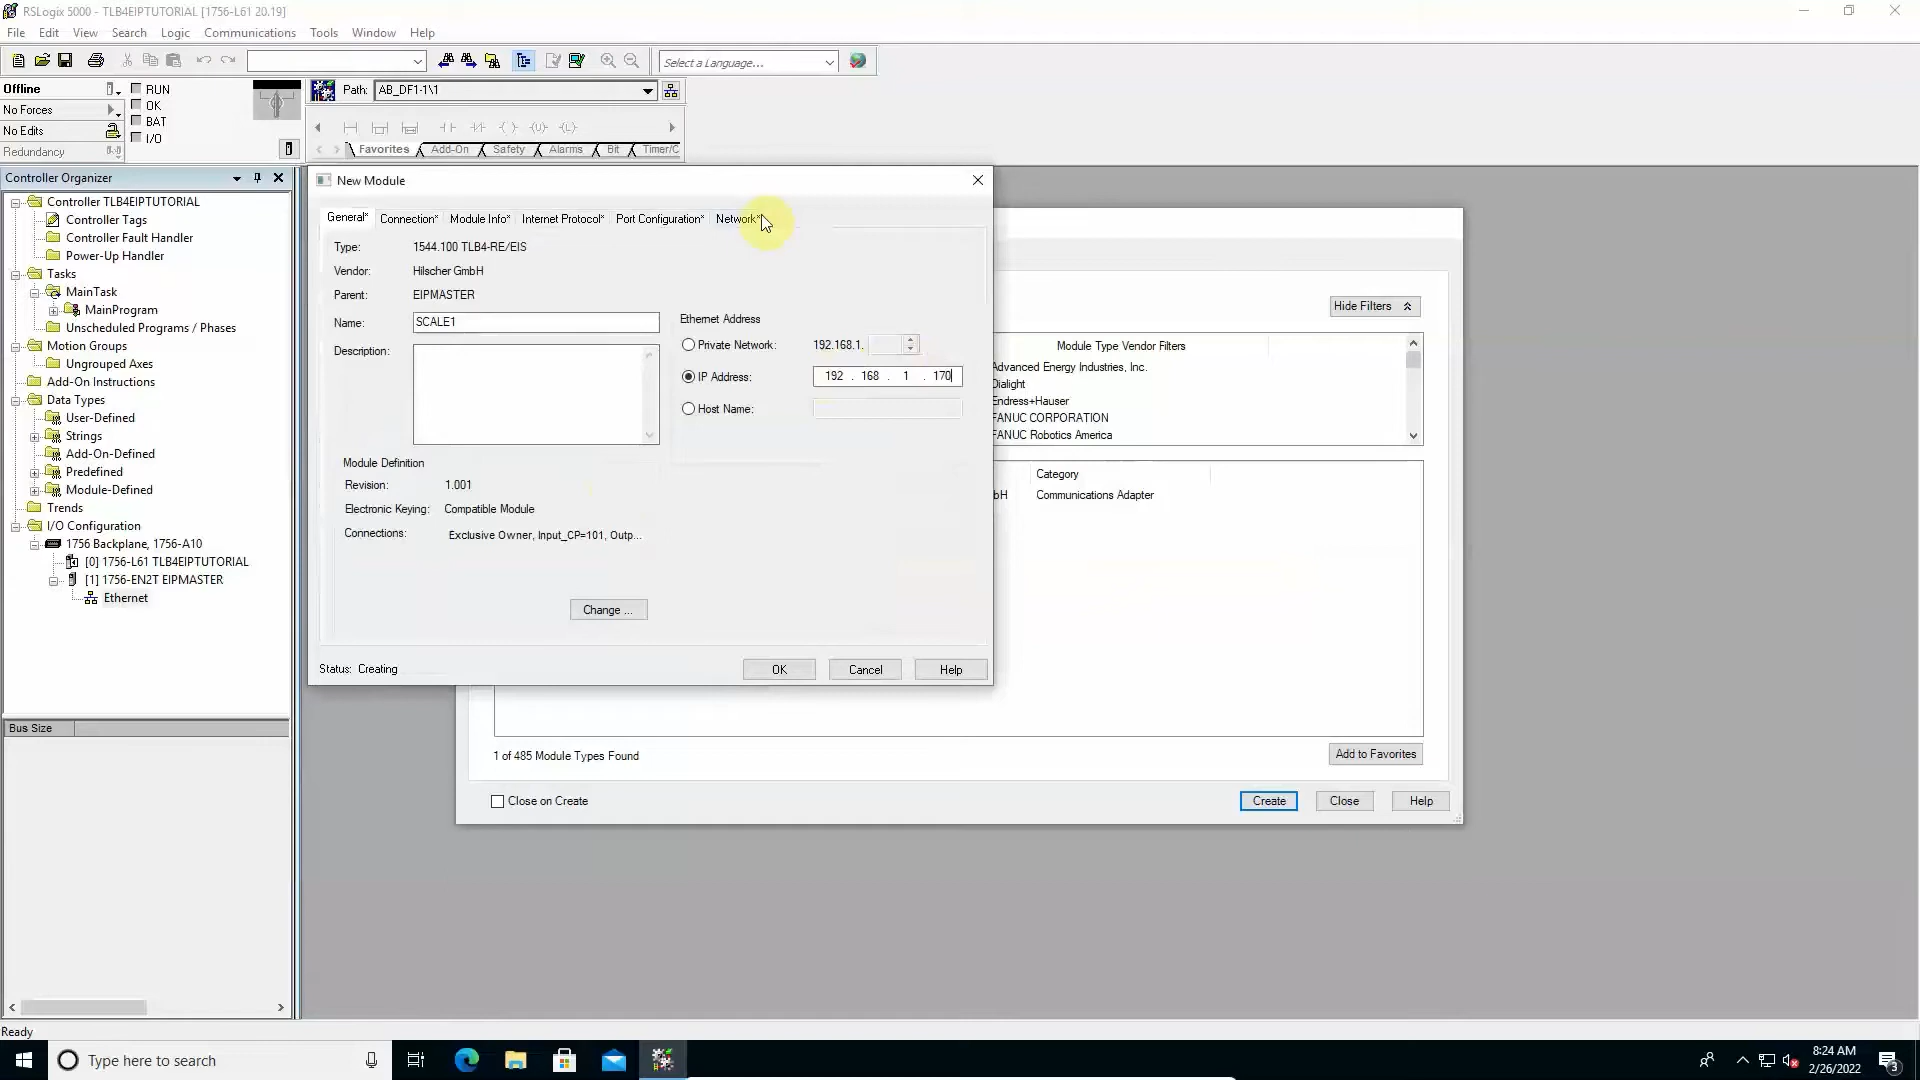 RSLogix 5000 - TLB4EIPTUTORIAL [1756-L61 20.19]
File Edit View Search Logic Communications Tools Window Help
Select a Language...
Offline
RUN
No Forces
OK
No Edits
BAT
Redundancy
I/O
Path: AB_DF1-1\1
Favorites Add-On Safety Alarms Bit Timer/C
Controller Organizer
Controller TLB4EIPTUTORIAL
Controller Tags
Controller Fault Handler
Power-Up Handler
Tasks
MainTask
MainProgram
Unscheduled Programs / Phases
Motion Groups
Ungrouped Axes
Add-On Instructions
Data Types
User-Defined
Strings
Add-On-Defined
Predefined
Module-Defined
Trends
I/O Configuration
1756 Backplane, 1756-A10
[0] 1756-L61 TLB4EIPTUTORIAL
[1] 1756-EN2T EIPMASTER
Ethernet
Bus Size
New Module
General* Connection* Module Info* Internet Protocol* Port Configuration* Network*
Type: 1544.100 TLB4-RE/EIS
Vendor: Hilscher GmbH
Parent: EIPMASTER
Name: SCALE1
Description:
Ethernet Address
Private Network: 192.168.1.
IP Address: 192 . 168 . 1 . 170
Host Name:
Module Definition
Revision: 1.001
Electronic Keying: Compatible Module
Connections: Exclusive Owner, Input_CP=101, Outp...
Change ...
Status: Creating
OK Cancel Help
Hide Filters
Module Type Vendor Filters
Advanced Energy Industries, Inc.
Dialight
Endress+Hauser
FANUC CORPORATION
FANUC Robotics America
Category
bH Communications Adapter
1 of 485 Module Types Found
Add to Favorites
Close on Create
Create Close Help
Ready
Type here to search
8:24 AM
2/26/2022
3